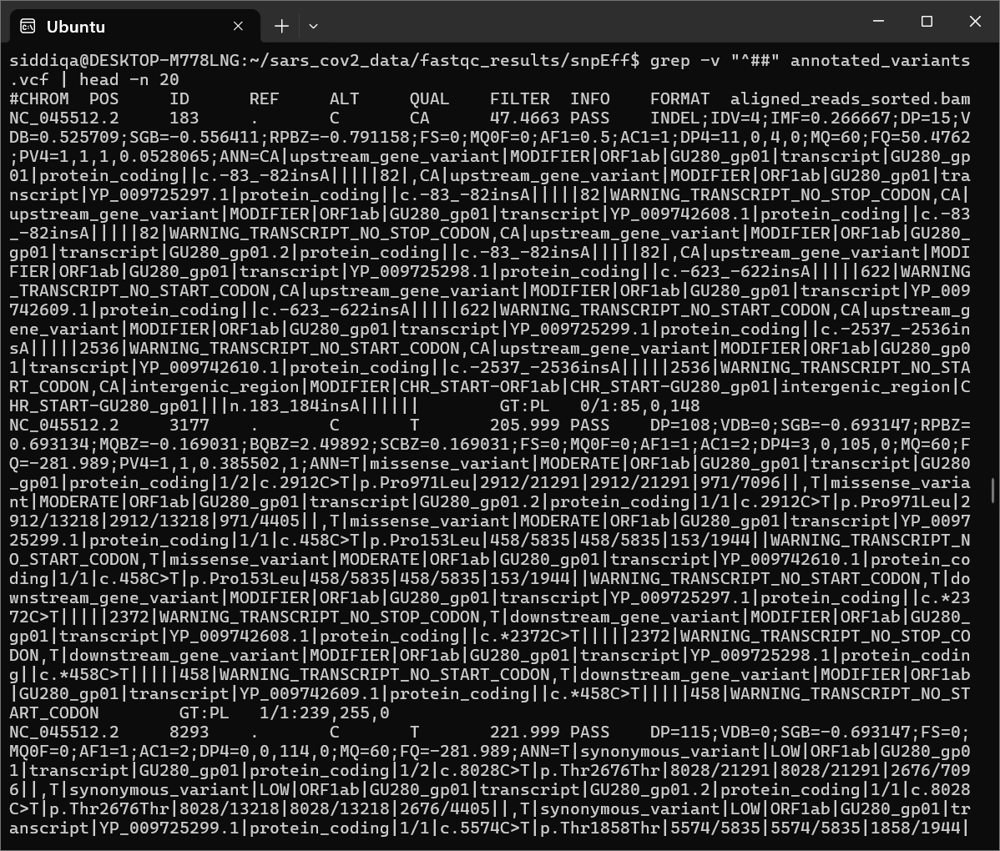 Ubuntu
siddiqa@DESKTOP-M778LNG:~/sars_cov2_data/fastqc_results/snpEff$ grep -v "^##" annotated_variants
.vcf | head -n 20
#CHROM  POS     ID      REF     ALT     QUAL    FILTER  INFO    FORMAT  aligned_reads_sorted.bam
NC_045512.2     183     .       C       CA      47.4663 PASS    INDEL;IDV=4;IMF=0.266667;DP=15;V
DB=0.525709;SGB=-0.556411;RPBZ=-0.791158;FS=0;MQ0F=0;AF1=0.5;AC1=1;DP4=11,0,4,0;MQ=60;FQ=50.4762
;PV4=1,1,1,0.0528065;ANN=CA|upstream_gene_variant|MODIFIER|ORF1ab|GU280_gp01|transcript|GU280_gp
01|protein_coding||c.-83_-82insA|||||82|,CA|upstream_gene_variant|MODIFIER|ORF1ab|GU280_gp01|tra
nscript|YP_009725297.1|protein_coding||c.-83_-82insA|||||82|WARNING_TRANSCRIPT_NO_STOP_CODON,CA|
upstream_gene_variant|MODIFIER|ORF1ab|GU280_gp01|transcript|YP_009742608.1|protein_coding||c.-83
_-82insA|||||82|WARNING_TRANSCRIPT_NO_STOP_CODON,CA|upstream_gene_variant|MODIFIER|ORF1ab|GU280_
gp01|transcript|GU280_gp01.2|protein_coding||c.-83_-82insA|||||82|,CA|upstream_gene_variant|MODI
FIER|ORF1ab|GU280_gp01|transcript|YP_009725298.1|protein_coding||c.-623_-622insA|||||622|WARNING
_TRANSCRIPT_NO_START_CODON,CA|upstream_gene_variant|MODIFIER|ORF1ab|GU280_gp01|transcript|YP_009
742609.1|protein_coding||c.-623_-622insA|||||622|WARNING_TRANSCRIPT_NO_START_CODON,CA|upstream_g
ene_variant|MODIFIER|ORF1ab|GU280_gp01|transcript|YP_009725299.1|protein_coding||c.-2537_-2536in
sA|||||2536|WARNING_TRANSCRIPT_NO_START_CODON,CA|upstream_gene_variant|MODIFIER|ORF1ab|GU280_gp0
1|transcript|YP_009742610.1|protein_coding||c.-2537_-2536insA|||||2536|WARNING_TRANSCRIPT_NO_STA
RT_CODON,CA|intergenic_region|MODIFIER|CHR_START-ORF1ab|CHR_START-GU280_gp01|intergenic_region|C
HR_START-GU280_gp01|||n.183_184insA||||||        GT:PL   0/1:85,0,148
NC_045512.2     3177    .       C       T       205.999 PASS    DP=108;VDB=0;SGB=-0.693147;RPBZ=
0.693134;MQBZ=-0.169031;BQBZ=2.49892;SCBZ=0.169031;FS=0;MQ0F=0;AF1=1;AC1=2;DP4=3,0,105,0;MQ=60;F
Q=-281.989;PV4=1,1,0.385502,1;ANN=T|missense_variant|MODERATE|ORF1ab|GU280_gp01|transcript|GU280
_gp01|protein_coding|1/2|c.2912C>T|p.Pro971Leu|2912/21291|2912/21291|971/7096||,T|missense_varia
nt|MODERATE|ORF1ab|GU280_gp01|transcript|GU280_gp01.2|protein_coding|1/1|c.2912C>T|p.Pro971Leu|2
912/13218|2912/13218|971/4405||,T|missense_variant|MODERATE|ORF1ab|GU280_gp01|transcript|YP_0097
25299.1|protein_coding|1/1|c.458C>T|p.Pro153Leu|458/5835|458/5835|153/1944||WARNING_TRANSCRIPT_N
O_START_CODON,T|missense_variant|MODERATE|ORF1ab|GU280_gp01|transcript|YP_009742610.1|protein_co
ding|1/1|c.458C>T|p.Pro153Leu|458/5835|458/5835|153/1944||WARNING_TRANSCRIPT_NO_START_CODON,T|do
wnstream_gene_variant|MODIFIER|ORF1ab|GU280_gp01|transcript|YP_009725297.1|protein_coding||c.*23
72C>T|||||2372|WARNING_TRANSCRIPT_NO_STOP_CODON,T|downstream_gene_variant|MODIFIER|ORF1ab|GU280_
gp01|transcript|YP_009742608.1|protein_coding||c.*2372C>T|||||2372|WARNING_TRANSCRIPT_NO_STOP_CO
DON,T|downstream_gene_variant|MODIFIER|ORF1ab|GU280_gp01|transcript|YP_009725298.1|protein_codin
g||c.*458C>T|||||458|WARNING_TRANSCRIPT_NO_START_CODON,T|downstream_gene_variant|MODIFIER|ORF1ab
|GU280_gp01|transcript|YP_009742609.1|protein_coding||c.*458C>T|||||458|WARNING_TRANSCRIPT_NO_ST
ART_CODON        GT:PL   1/1:239,255,0
NC_045512.2     8293    .       C       T       221.999 PASS    DP=115;VDB=0;SGB=-0.693147;FS=0;
MQ0F=0;AF1=1;AC1=2;DP4=0,0,114,0;MQ=60;FQ=-281.989;ANN=T|synonymous_variant|LOW|ORF1ab|GU280_gp0
1|transcript|GU280_gp01|protein_coding|1/2|c.8028C>T|p.Thr2676Thr|8028/21291|8028/21291|2676/709
6||,T|synonymous_variant|LOW|ORF1ab|GU280_gp01|transcript|GU280_gp01.2|protein_coding|1/1|c.8028
C>T|p.Thr2676Thr|8028/13218|8028/13218|2676/4405||,T|synonymous_variant|LOW|ORF1ab|GU280_gp01|tr
anscript|YP_009725299.1|protein_coding|1/1|c.5574C>T|p.Thr1858Thr|5574/5835|5574/5835|1858/1944|